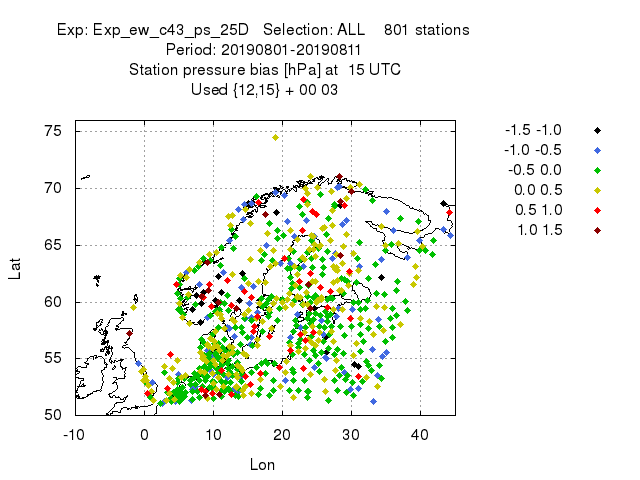 Exp: Exp_ew_c43_ps_25D Selection: ALL 801 stations
Period: 20190801-20190811
Station pressure bias [hPa] at 15 UTC
Used {12,15} + 00 03
75
70
65
60
55
50
-10 0 10 20 30 40
Lat
Lon
-1.5 -1.0
-1.0 -0.5
-0.5 0.0
0.0 0.5
0.5 1.0
1.0 1.5